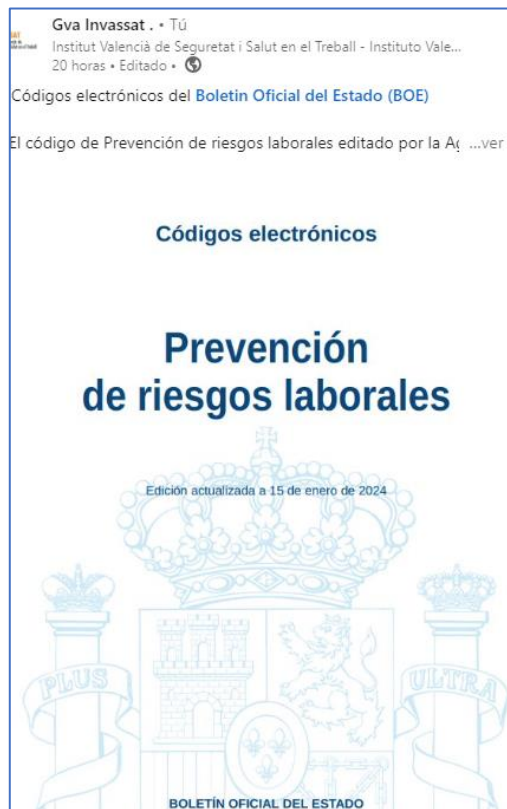 Gva Invassat . • Tú
Institut Valencià de Seguretat i Salut en el Treball - Instituto Vale...
20 horas • Editado •
Códigos electrónicos del Boletin Oficial del Estado (BOE)
El código de Prevención de riesgos laborales editado por la Ag ...ver
Códigos electrónicos
Prevención
de riesgos laborales
Edición actualizada a 15 de enero de 2024
PLUS
ULTRA
BOLETÍN OFICIAL DEL ESTADO